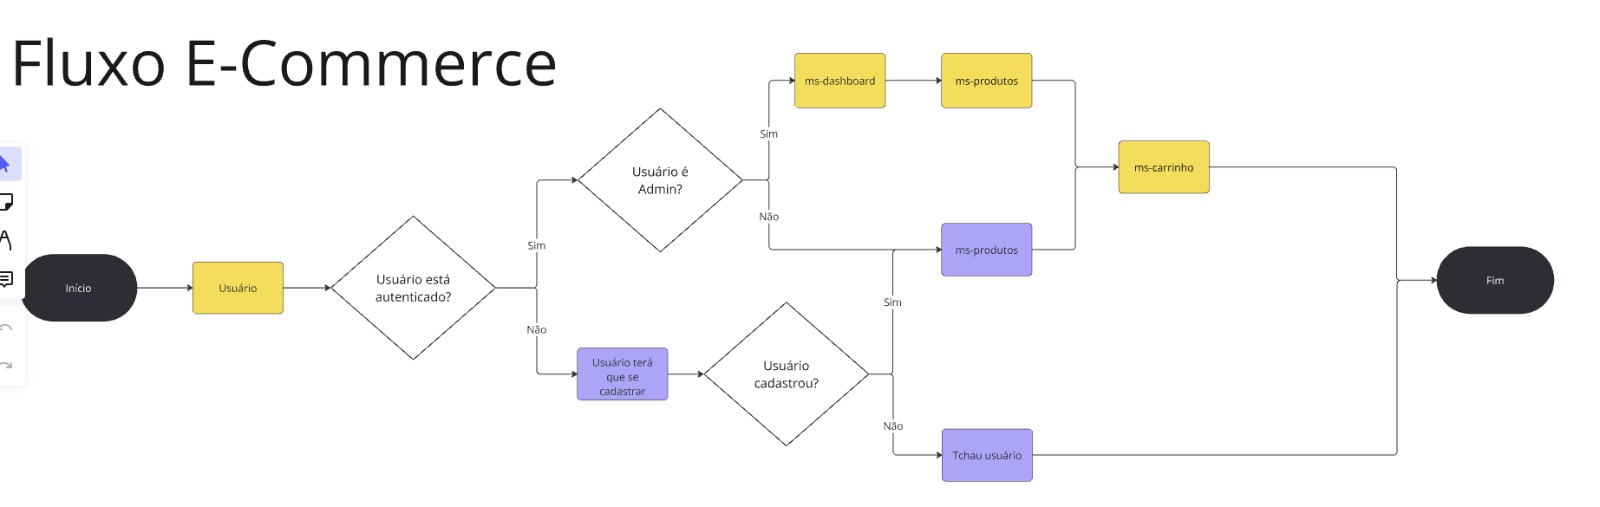 Fluxo E-Commerce
Início
Usuário
Usuário está
autenticado?
Sim
Não
Usuário é
Admin?
Sim
Não
ms-dashboard
ms-produtos
ms-produtos
ms-carrinho
Usuário terá
que se
cadastrar
Usuário
cadastrou?
Sim
Não
Tchau usuário
Fim